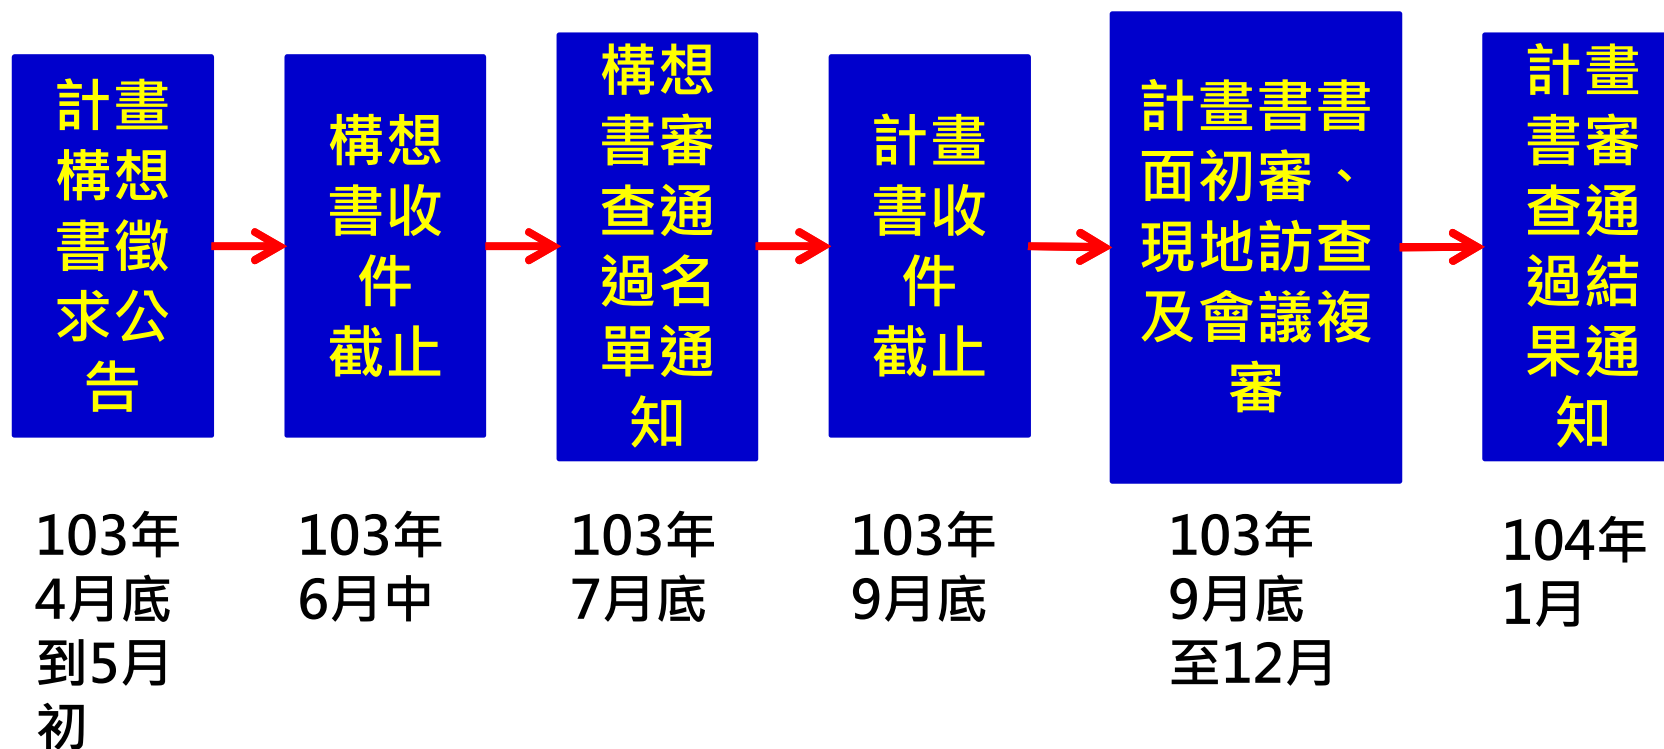 計畫
構想
書徵
求公
告
構想
書收
件
截止
構想
書審
查通
過名
單通
知
計畫
書收
件
截止
計畫書書
面初審、
現地訪查
及會議複
審
計畫
書審
查通
過結
果通
知
103年
4月底
到5月
初
103年
6月中
103年
7月底
103年
9月底
103年
9月底
至12月
104年
1月